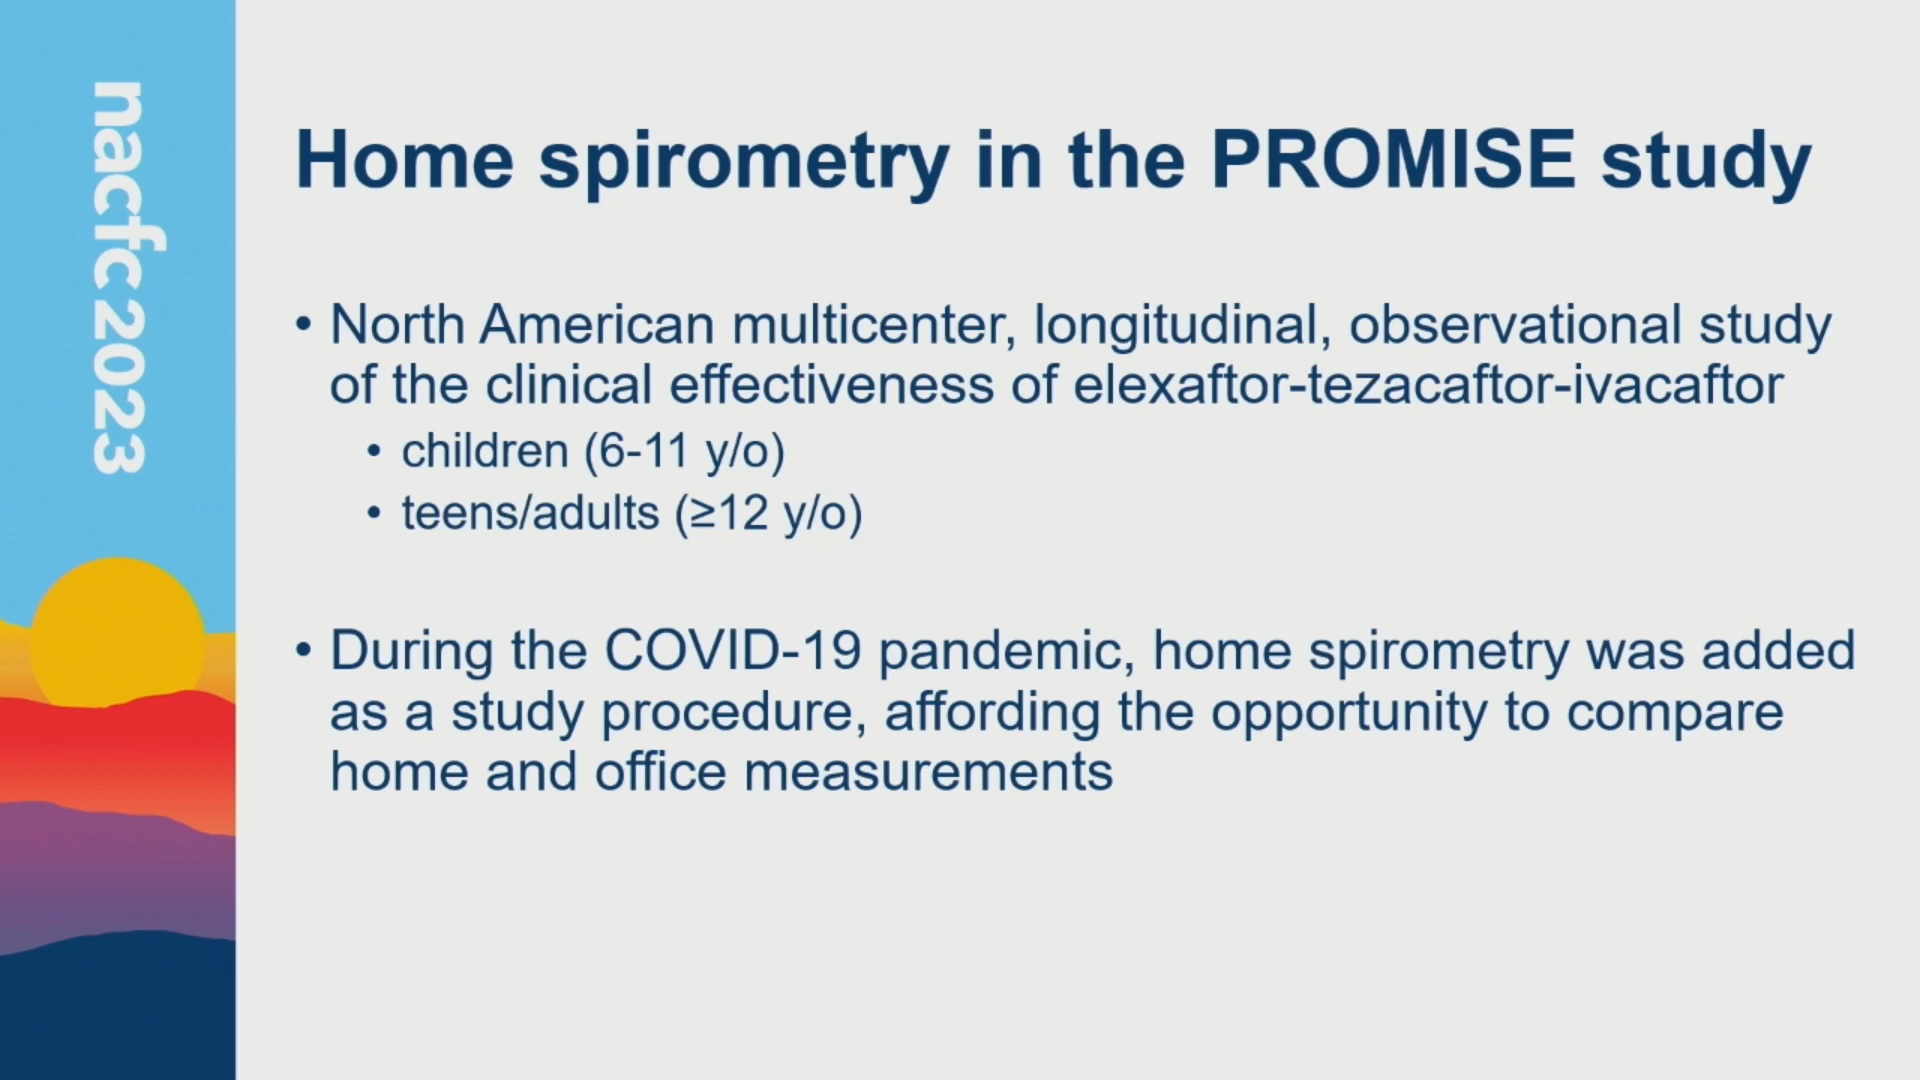 nacfc 2023
Home spirometry in the PROMISE study
• North American multicenter, longitudinal, observational study
of the clinical effectiveness of elexaftor-tezacaftor-ivacaftor
• children (6-11 y/o)
• teens/adults (≥12 y/o)
• During the COVID-19 pandemic, home spirometry was added
as a study procedure, affording the opportunity to compare
home and office measurements